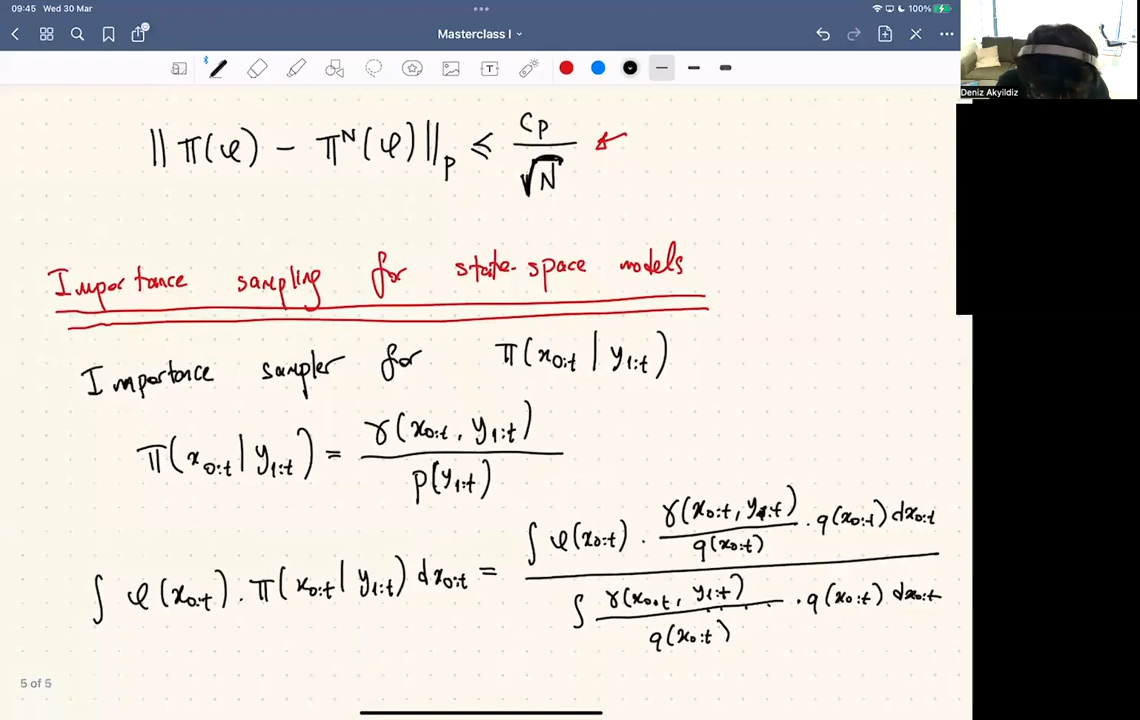 09:45 Wed 30 Mar
100%
Masterclass I
Deniz Akyildiz
|| π(φ) − π^N(φ) ||_p ≤ c_p / √N
Importance sampling for state-space models
Importance sampler for π(x_{0:t} | y_{1:t})
π(x_{0:t} | y_{1:t}) = γ(x_{0:t}, y_{1:t}) / p(y_{1:t})
∫ φ(x_{0:t}) · π(x_{0:t} | y_{1:t}) dx_{0:t} = ∫ φ(x_{0:t}) · γ(x_{0:t}, y_{1:t}) / q(x_{0:t}) · q(x_{0:t}) dx_{0:t} / ∫ γ(x_{0:t}, y_{1:t}) / q(x_{0:t}) · q(x_{0:t}) dx_{0:t}
5 of 5